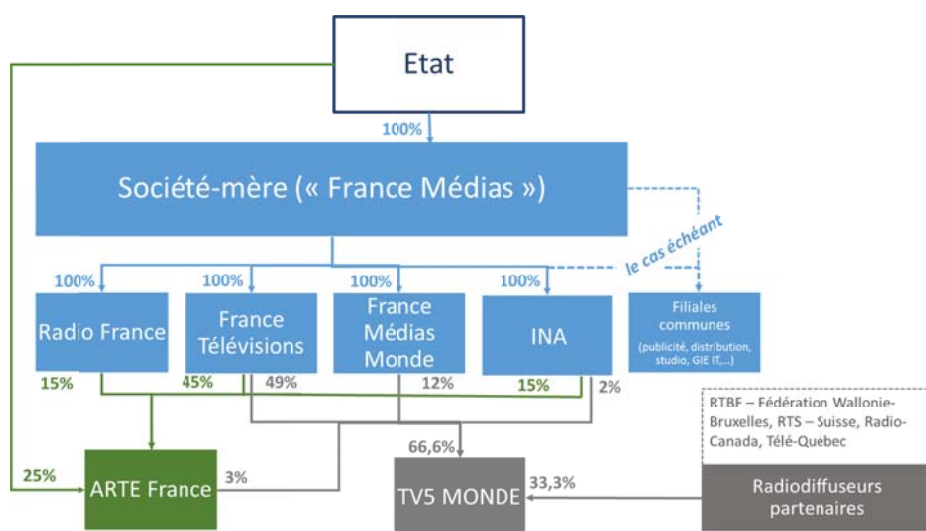 Etat
100%
Société-mère (« France Médias »)
le cas échéant
100%
100%
100%
100%
Radio France
France
Télévisions
France
Médias
Monde
INA
Filiales
communes
(publicité, distribution,
studio, GIE IT,...)
15%
45%
49%
12%
15%
2%
RTBF – Fédération Wallonie-
Bruxelles, RTS – Suisse, Radio-
Canada, Télé-Québec
25%
ARTE France
3%
66,6%
TV5 MONDE
33,3%
Radiodiffuseurs
partenaires